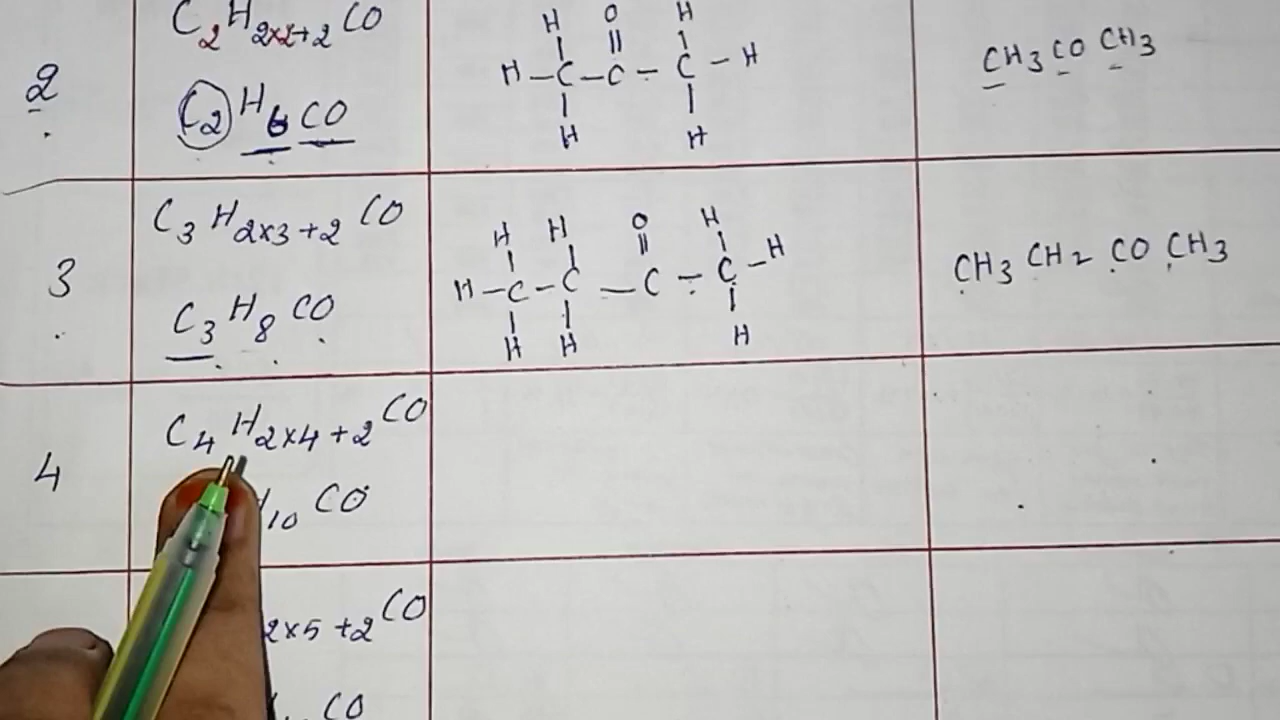 C2H2x2+2CO
2
C2H6CO
H O H
H-C-C-C-H
H H
CH3COCH3
3
C3H2x3+2CO
C3H8CO
H H O H
H-C-C-C-C-H
H H H
CH3CH2COCH3
4
C4H2x4+2CO
10CO
2x5+2CO
CO